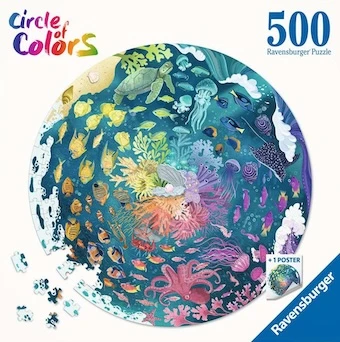 Circle
of
Colors
500
Ravensburger Puzzle
+ 1 POSTER
Ravensburger